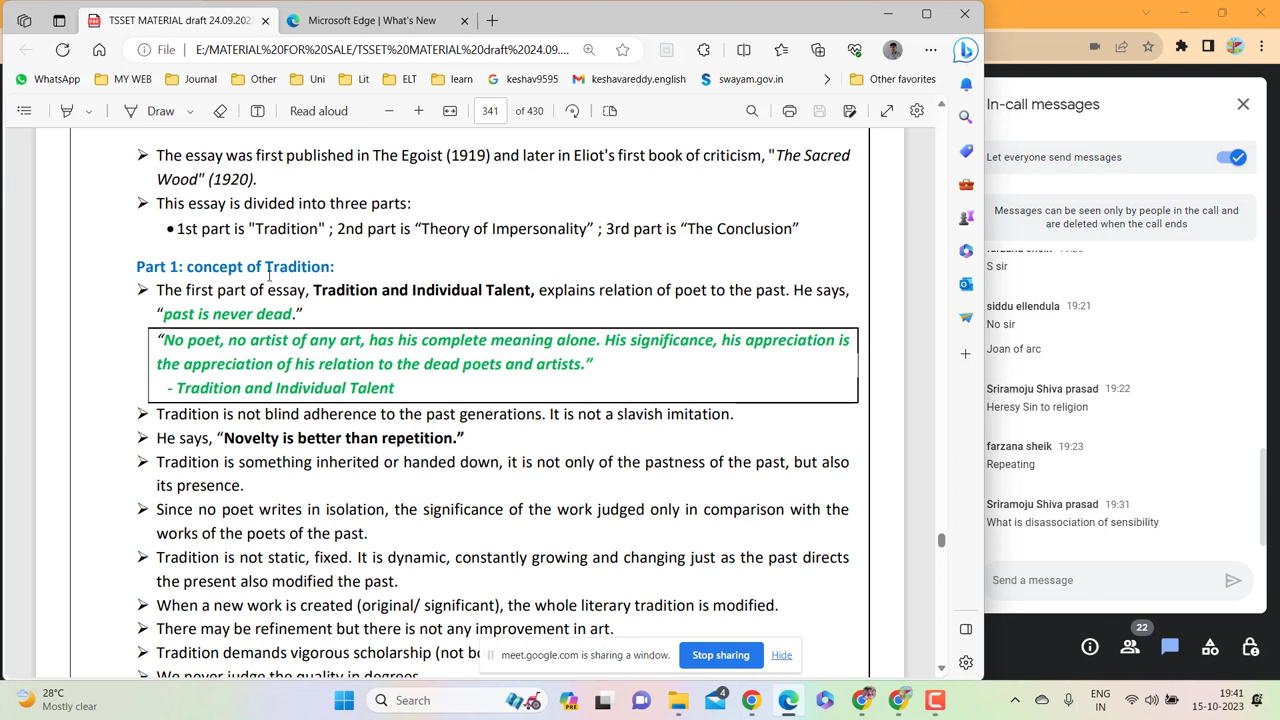 TSSET MATERIAL draft 24.09.202
Microsoft Edge | What's New
File
E:/MATERIAL%20FOR%20SALE/TSSET%20MATERIAL%20draft%2024.09....
WhatsApp
MY WEB
Journal
Other
Uni
Lit
ELT
learn
keshav9595
keshavareddy.english
swayam.gov.in
Other favorites
Draw
Read aloud
341
of 430
The essay was first published in The Egoist (1919) and later in Eliot's first book of criticism, "The Sacred
Wood" (1920).
This essay is divided into three parts:
• 1st part is "Tradition" ; 2nd part is “Theory of Impersonality” ; 3rd part is “The Conclusion”
Part 1: concept of Tradition:
The first part of essay, Tradition and Individual Talent, explains relation of poet to the past. He says,
“past is never dead.”
“No poet, no artist of any art, has his complete meaning alone. His significance, his appreciation is
the appreciation of his relation to the dead poets and artists.”
- Tradition and Individual Talent
Tradition is not blind adherence to the past generations. It is not a slavish imitation.
He says, “Novelty is better than repetition.”
Tradition is something inherited or handed down, it is not only of the pastness of the past, but also
its presence.
Since no poet writes in isolation, the significance of the work judged only in comparison with the
works of the poets of the past.
Tradition is not static, fixed. It is dynamic, constantly growing and changing just as the past directs
the present also modified the past.
When a new work is created (original/ significant), the whole literary tradition is modified.
There may be refinement but there is not any improvement in art.
Tradition demands vigorous scholarship (not
We never judge the quality in degrees
meet.google.com is sharing a window.
Stop sharing
Hide
In-call messages
Let everyone send messages
Messages can be seen only by people in the call and
are deleted when the call ends
S sir
siddu ellendula 19:21
No sir
Joan of arc
Sriramoju Shiva prasad 19:22
Heresy Sin to religion
farzana sheik 19:23
Repeating
Sriramoju Shiva prasad 19:31
What is disassociation of sensibility
Send a message
22
28°C
Mostly clear
Search
PRE
4
ENG
IN
19:41
15-10-2023